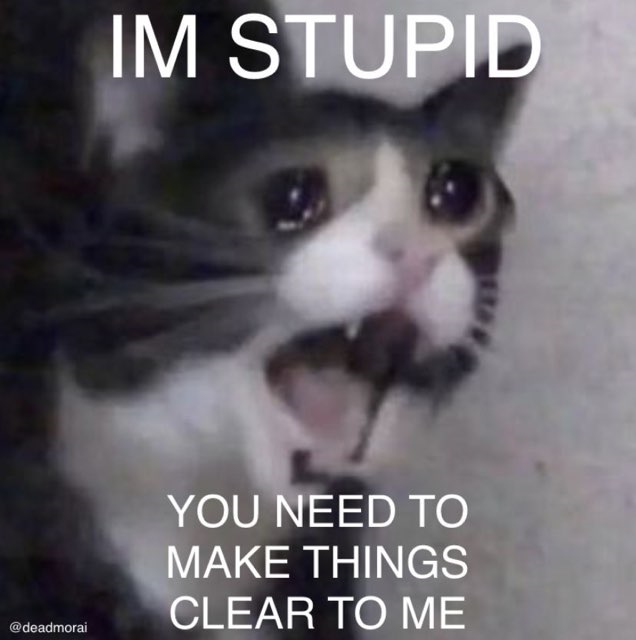 IM STUPID
YOU NEED TO
MAKE THINGS
CLEAR TO ME
@deadmorai